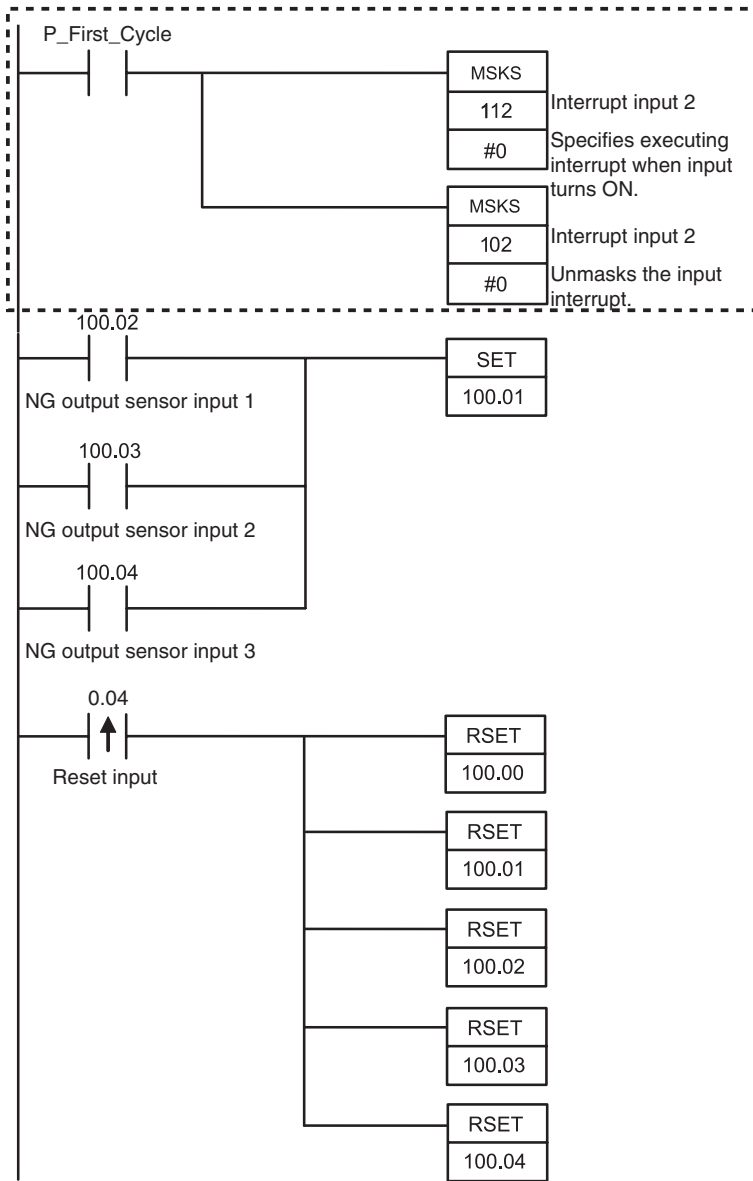 P_First_Cycle
MSKS
112
Interrupt input 2
#0
Specifies executing
interrupt when input
turns ON.
MSKS
102
Interrupt input 2
#0
Unmasks the input
interrupt.
100.02
SET
100.01
NG output sensor input 1
100.03
NG output sensor input 2
100.04
NG output sensor input 3
0.04
Reset input
RSET
100.00
RSET
100.01
RSET
100.02
RSET
100.03
RSET
100.04